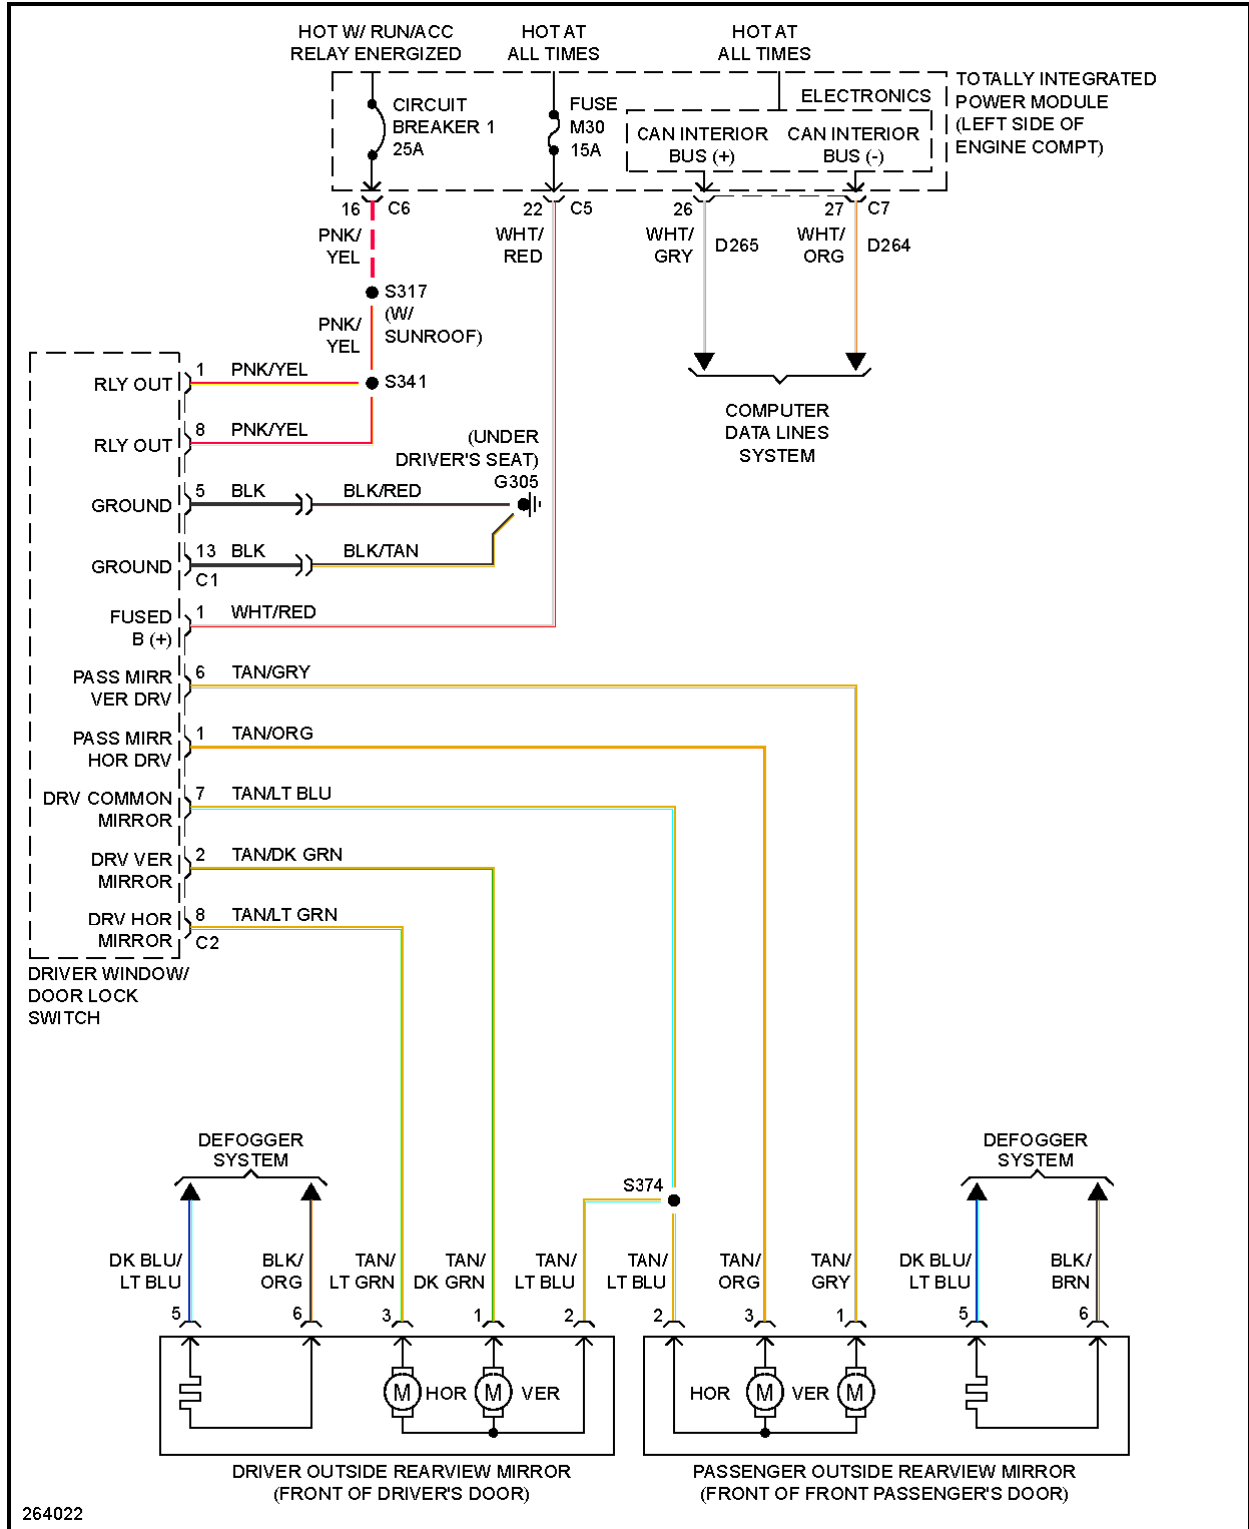 HOT W/ RUN/ACC
RELAY ENERGIZED
HOT AT
ALL TIMES
HOT AT
ALL TIMES
CIRCUIT
BREAKER 1
25A
FUSE
M30
15A
ELECTRONICS
CAN INTERIOR
BUS (+)
CAN INTERIOR
BUS (-)
TOTALLY INTEGRATED
POWER MODULE
(LEFT SIDE OF
ENGINE COMPT)
16 C6
22 C5
26
27 C7
PNK/
YEL
WHT/
RED
WHT/
GRY
D265
WHT/
ORG
D264
S317
(W/
SUNROOF)
PNK/
YEL
S341
COMPUTER
DATA LINES
SYSTEM
RLY OUT
1 PNK/YEL
RLY OUT
8 PNK/YEL
(UNDER
DRIVER'S SEAT)
G305
GROUND
5 BLK
BLK/RED
GROUND
13 BLK
BLK/TAN
C1
FUSED
B (+)
1 WHT/RED
PASS MIRR
VER DRV
6 TAN/GRY
PASS MIRR
HOR DRV
1 TAN/ORG
DRV COMMON
MIRROR
7 TAN/LT BLU
DRV VER
MIRROR
2 TAN/DK GRN
DRV HOR
MIRROR
8 TAN/LT GRN
C2
DRIVER WINDOW/
DOOR LOCK
SWITCH
DEFOGGER
SYSTEM
DEFOGGER
SYSTEM
S374
DK BLU/
LT BLU
BLK/
ORG
TAN/
LT GRN
TAN/
DK GRN
TAN/
LT BLU
TAN/
LT BLU
TAN/
ORG
TAN/
GRY
DK BLU/
LT BLU
BLK/
BRN
5 6 3 1 2 2 3 1 5 6
M HOR M VER
HOR M VER M
DRIVER OUTSIDE REARVIEW MIRROR
(FRONT OF DRIVER'S DOOR)
PASSENGER OUTSIDE REARVIEW MIRROR
(FRONT OF FRONT PASSENGER'S DOOR)
264022